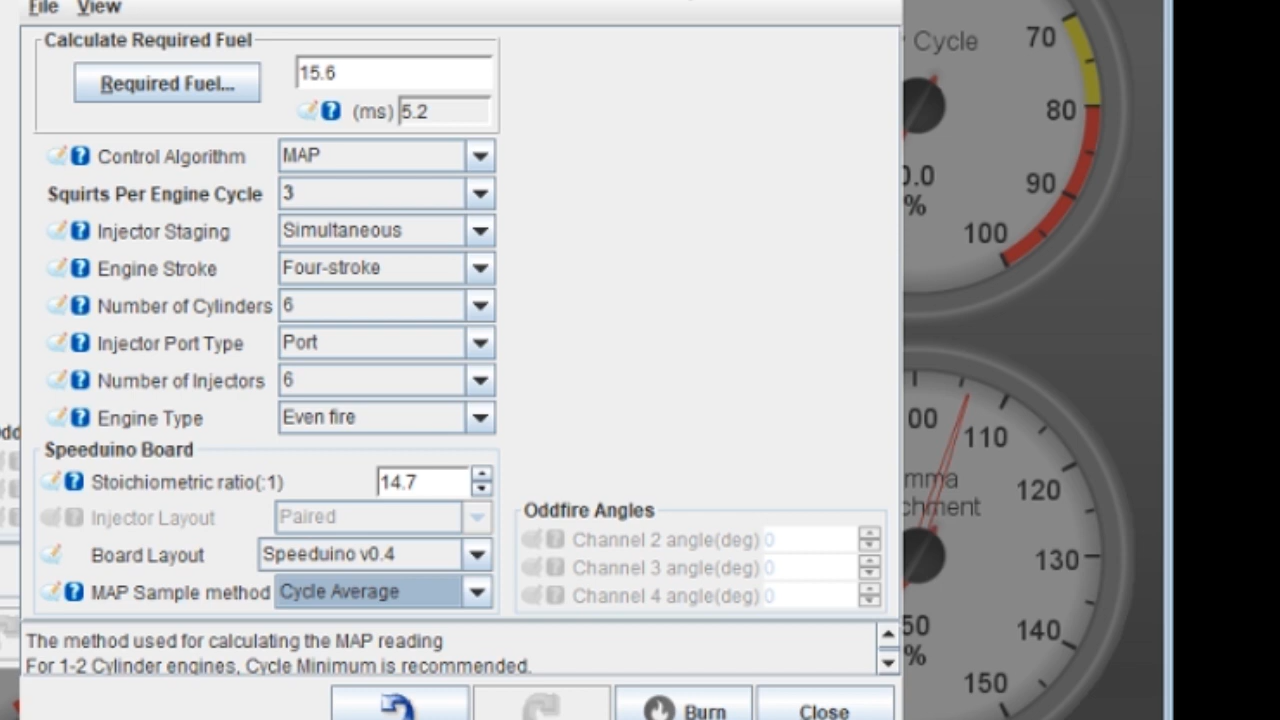 File View
Calculate Required Fuel
Required Fuel...
15.6
(ms) 5.2
Control Algorithm MAP
Squirts Per Engine Cycle 3
Injector Staging Simultaneous
Engine Stroke Four-stroke
Number of Cylinders 6
Injector Port Type Port
Number of Injectors 6
Engine Type Even fire
Speeduino Board
Stoichiometric ratio(:1) 14.7
Injector Layout Paired
Board Layout Speeduino v0.4
MAP Sample method Cycle Average
Oddfire Angles
Channel 2 angle(deg) 0
Channel 3 angle(deg) 0
Channel 4 angle(deg) 0
The method used for calculating the MAP reading
For 1-2 Cylinder engines, Cycle Minimum is recommended.
Burn Close
Cycle
70
80
90
100
0.0
%
00
110
mma
chment
120
130
140
150
50
%